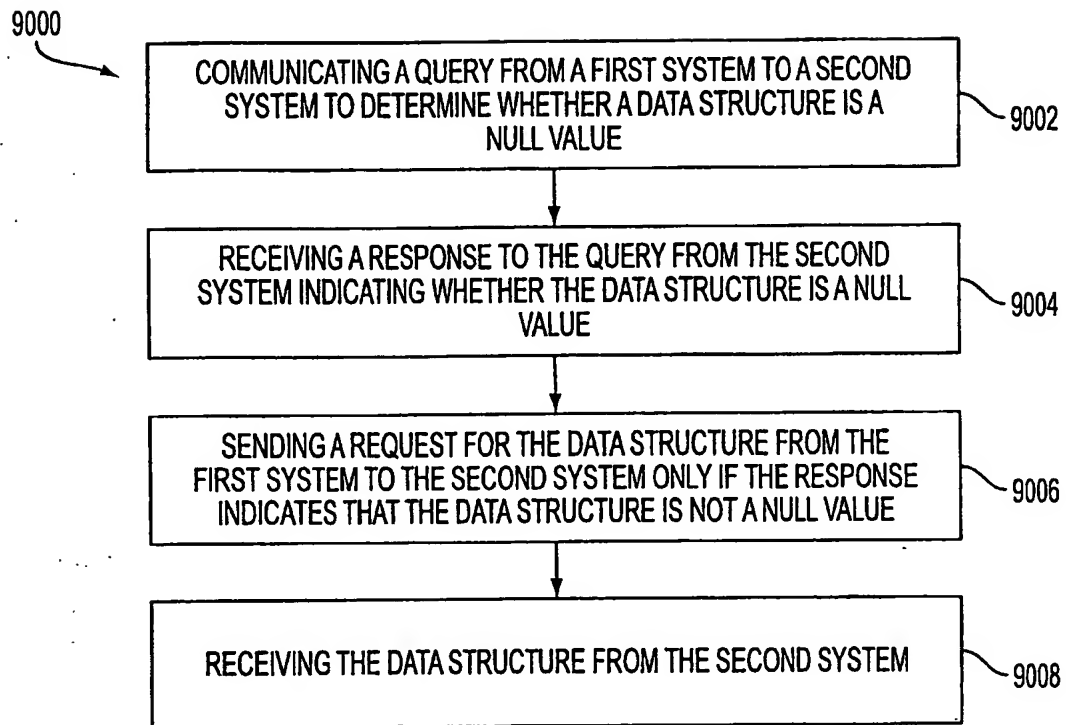 9000
COMMUNICATING A QUERY FROM A FIRST SYSTEM TO A SECOND
SYSTEM TO DETERMINE WHETHER A DATA STRUCTURE IS A
NULL VALUE
9002
RECEIVING A RESPONSE TO THE QUERY FROM THE SECOND
SYSTEM INDICATING WHETHER THE DATA STRUCTURE IS A NULL
VALUE
9004
SENDING A REQUEST FOR THE DATA STRUCTURE FROM THE
FIRST SYSTEM TO THE SECOND SYSTEM ONLY IF THE RESPONSE
INDICATES THAT THE DATA STRUCTURE IS NOT A NULL VALUE
9006
RECEIVING THE DATA STRUCTURE FROM THE SECOND SYSTEM
9008